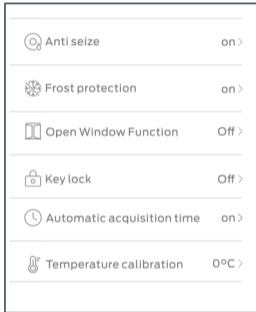 Anti seize on >
Frost protection on >
Open Window Function Off >
Key lock Off >
Automatic acquisition time on >
Temperature calibration 0°C >